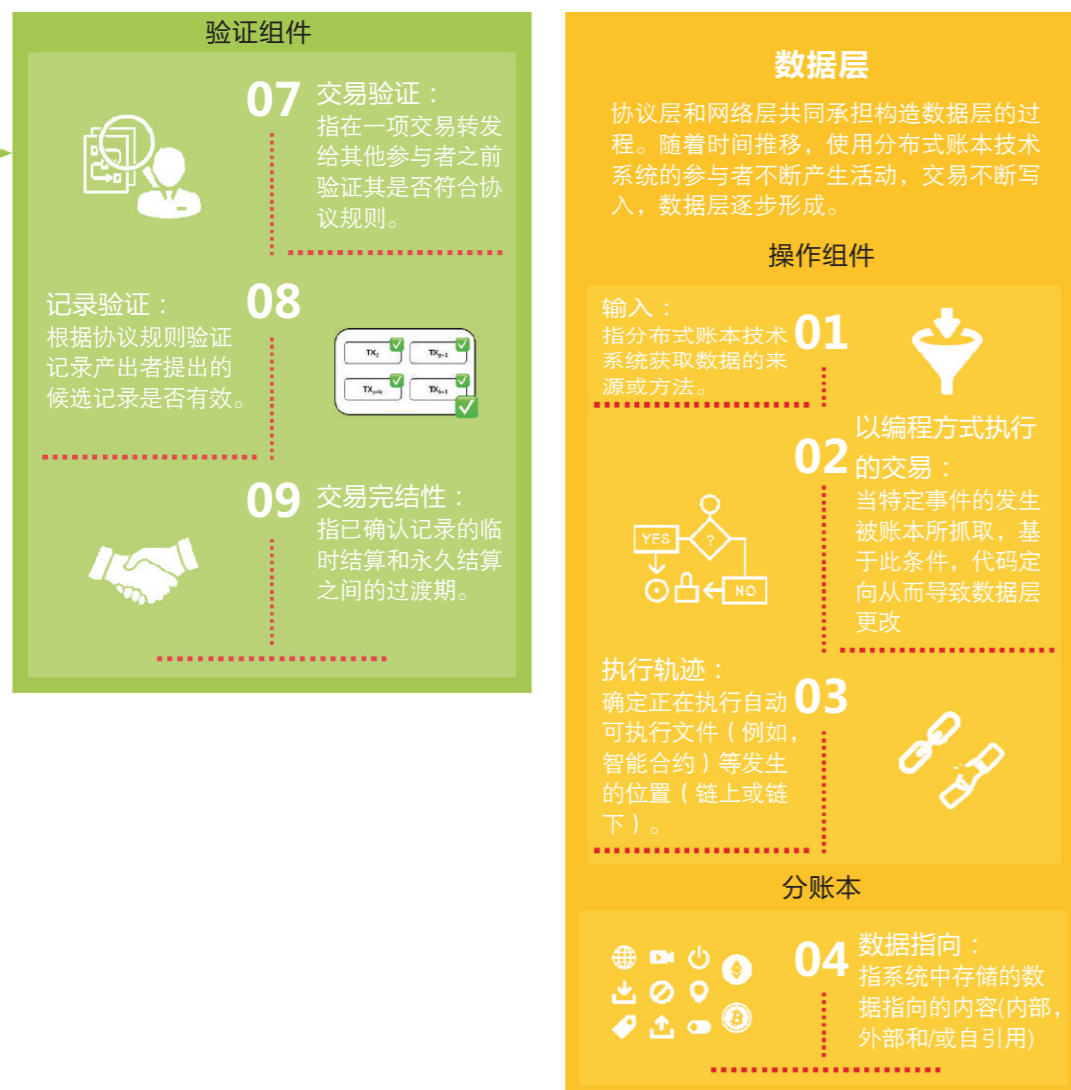 验证组件
07
交易验证：
指在一项交易转发
给其他参与者之前
验证其是否符合协
议规则。
08
记录验证：
根据协议规则验证
记录产出者提出的
候选记录是否有效。
09
交易完结性：
指已确认记录的临
时结算和永久结算
之间的过渡期。
数据层
协议层和网络层共同承担构造数据层的过
程。随着时间推移，使用分布式账本技术
系统的参与者不断产生活动，交易不断写
入，数据层逐步形成。
操作组件
01
输入：
指分布式账本技术
系统获取数据的来
源或方法。
02
以编程方式执行
的交易：
当特定事件的发生
被账本所抓取，基
于此条件，代码定
向从而导致数据层
更改
YES
?
NO
03
执行轨迹：
确定正在执行自动
可执行文件（例如，
智能合约）等发生
的位置（链上或链
下）。
分账本
04
数据指向：
指系统中存储的数
据指向的内容(内部，
外部和/或自引用)